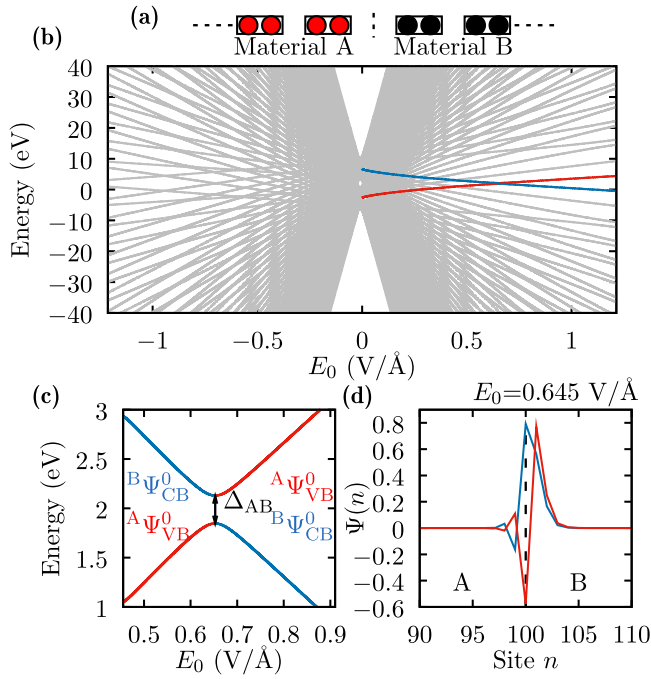 (a)
Material A Material B
(b)
Energy (eV)
40
30
20
10
0
−10
−20
−30
−40
−1 −0.5 0 0.5 1
E₀ (V/Å)
(c)
Energy (eV)
3
2.5
2
1.5
1
ᴮΨ⁰CB
ᴬΨ⁰VB
ᴬΨ⁰VB
ᴮΨ⁰CB
ΔAB
0.5 0.6 0.7 0.8 0.9
E₀ (V/Å)
(d)
E₀=0.645 V/Å
Ψ(n)
0.8
0.6
0.4
0.2
0
−0.2
−0.4
−0.6
A B
90 95 100 105 110
Site n